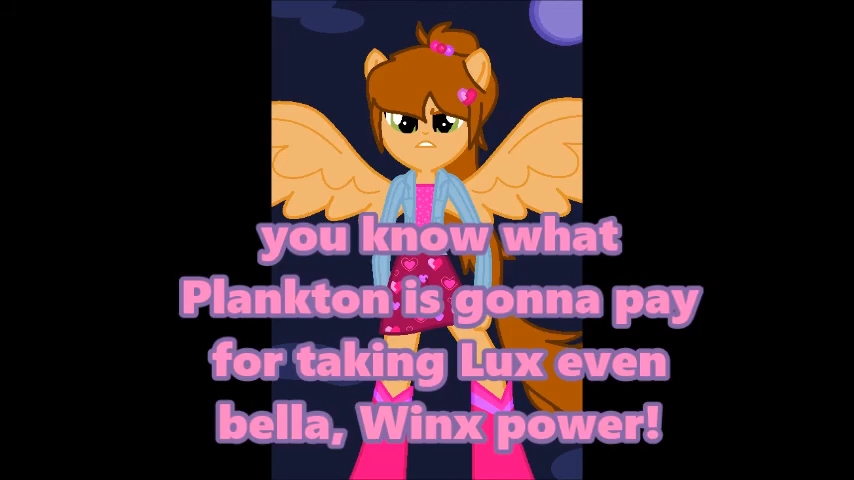 you know what
Plankton is gonna pay
for taking Lux even
bella, Winx power!